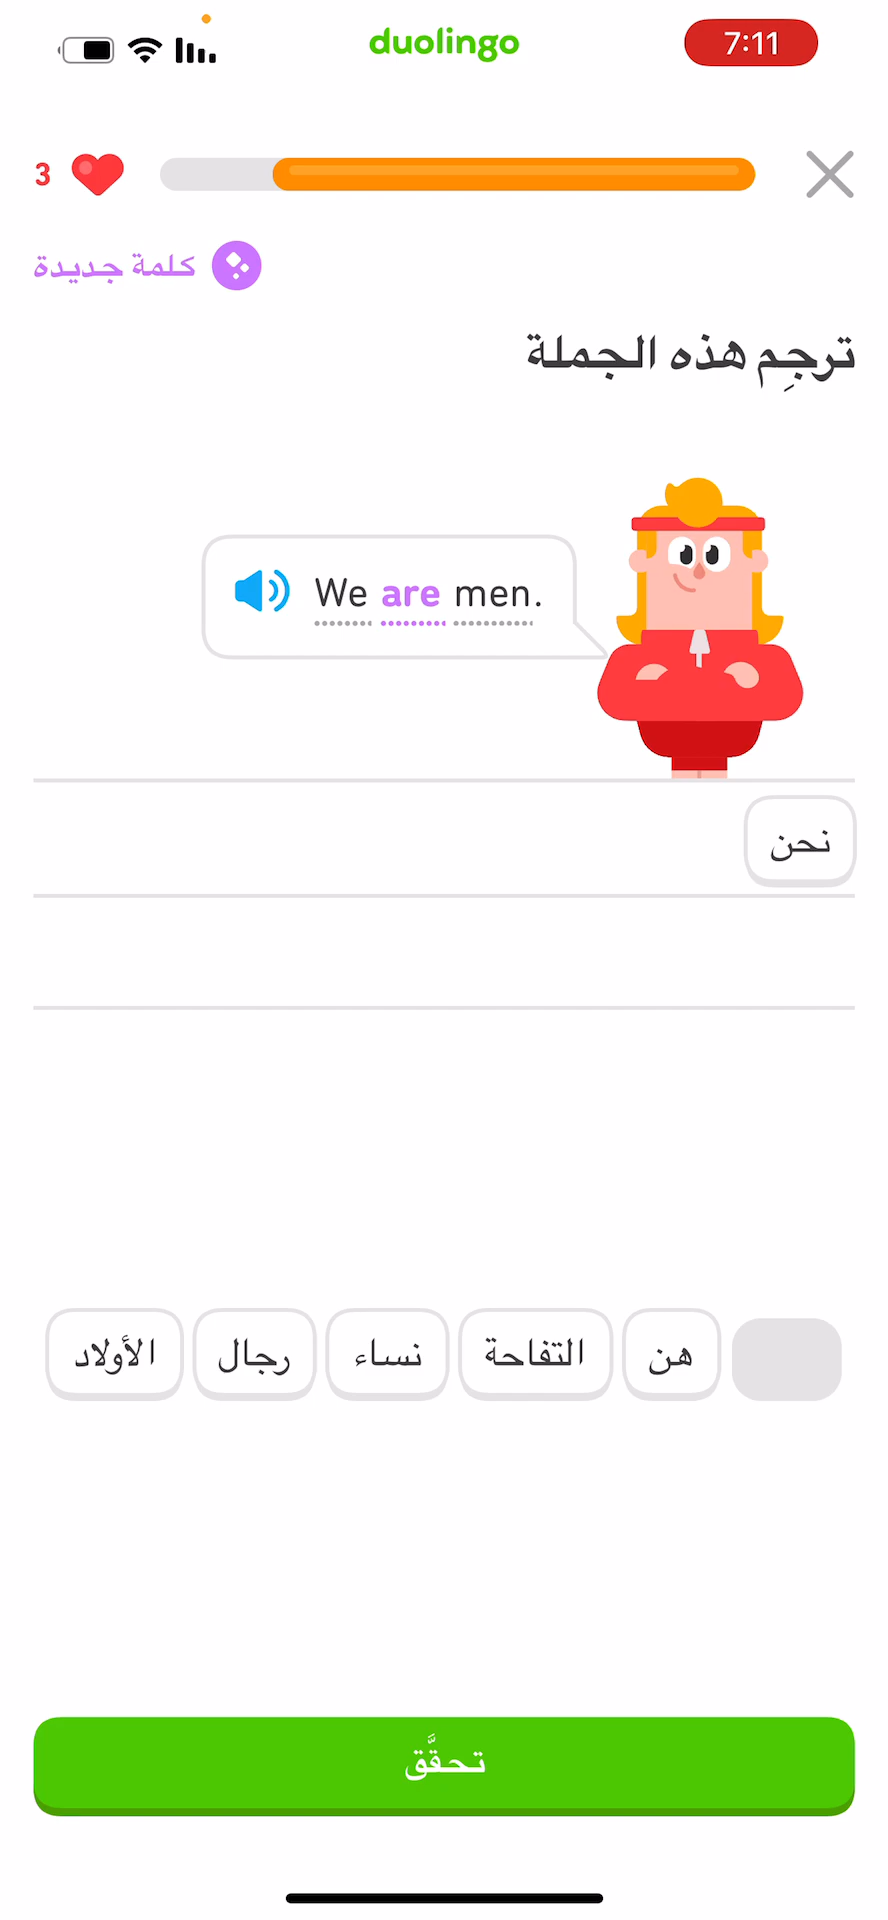 duolingo
7:11
3
كلمة جديدة
ترجِم هذه الجملة
We are men.
نحن
هن
التفاحة
نساء
رجال
الأولاد
تحقَّق